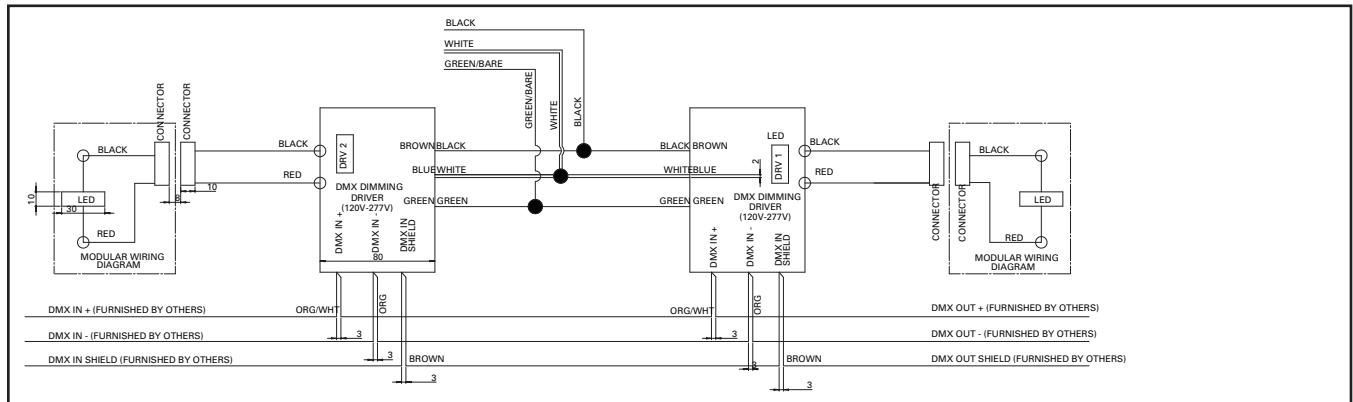 BLACK
WHITE
GREEN/BARE
GREEN/BARE
WHITE
BLACK
CONNECTOR
CONNECTOR
BLACK
LED
10
30
RED
MODULAR WIRING
DIAGRAM
8
10
BLACK
RED
DRV 2
BROWN BLACK
BLUE WHITE
GREEN GREEN
DMX DIMMING
DRIVER
(120V-277V)
DMX IN +
DMX IN -
DMX IN
SHIELD
80
BLACK BROWN
WHITE BLUE
GREEN GREEN
LED
DRV 1
2
DMX DIMMING
DRIVER
(120V-277V)
DMX IN +
DMX IN -
DMX IN
SHIELD
BLACK
RED
CONNECTOR
CONNECTOR
BLACK
LED
RED
MODULAR WIRING
DIAGRAM
DMX IN + (FURNISHED BY OTHERS)
ORG/WHT
ORG
ORG/WHT
ORG
DMX OUT + (FURNISHED BY OTHERS)
DMX IN - (FURNISHED BY OTHERS)
3
3
DMX OUT - (FURNISHED BY OTHERS)
DMX IN SHIELD (FURNISHED BY OTHERS)
3
BROWN
3
BROWN
DMX OUT SHIELD (FURNISHED BY OTHERS)
3
3